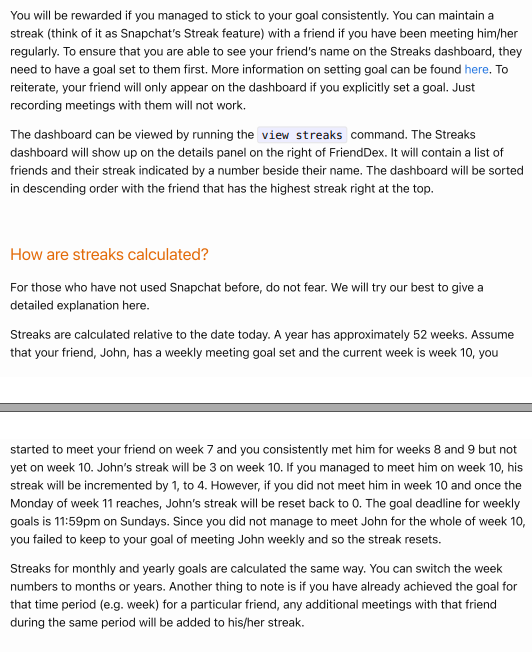 You will be rewarded if you managed to stick to your goal consistently. You can maintain a
streak (think of it as Snapchat's Streak feature) with a friend if you have been meeting him/her
regularly. To ensure that you are able to see your friend's name on the Streaks dashboard, they
need to have a goal set to them first. More information on setting goal can be found here. To
reiterate, your friend will only appear on the dashboard if you explicitly set a goal. Just
recording meetings with them will not work.
The dashboard can be viewed by running the view streaks command. The Streaks
dashboard will show up on the details panel on the right of FriendDex. It will contain a list of
friends and their streak indicated by a number beside their name. The dashboard will be sorted
in descending order with the friend that has the highest streak right at the top.
How are streaks calculated?
For those who have not used Snapchat before, do not fear. We will try our best to give a
detailed explanation here.
Streaks are calculated relative to the date today. A year has approximately 52 weeks. Assume
that your friend, John, has a weekly meeting goal set and the current week is week 10, you
started to meet your friend on week 7 and you consistently met him for weeks 8 and 9 but not
yet on week 10. John's streak will be 3 on week 10. If you managed to meet him on week 10, his
streak will be incremented by 1, to 4. However, if you did not meet him in week 10 and once the
Monday of week 11 reaches, John's streak will be reset back to 0. The goal deadline for weekly
goals is 11:59pm on Sundays. Since you did not manage to meet John for the whole of week 10,
you failed to keep to your goal of meeting John weekly and so the streak resets.
Streaks for monthly and yearly goals are calculated the same way. You can switch the week
numbers to months or years. Another thing to note is if you have already achieved the goal for
that time period (e.g. week) for a particular friend, any additional meetings with that friend
during the same period will be added to his/her streak.